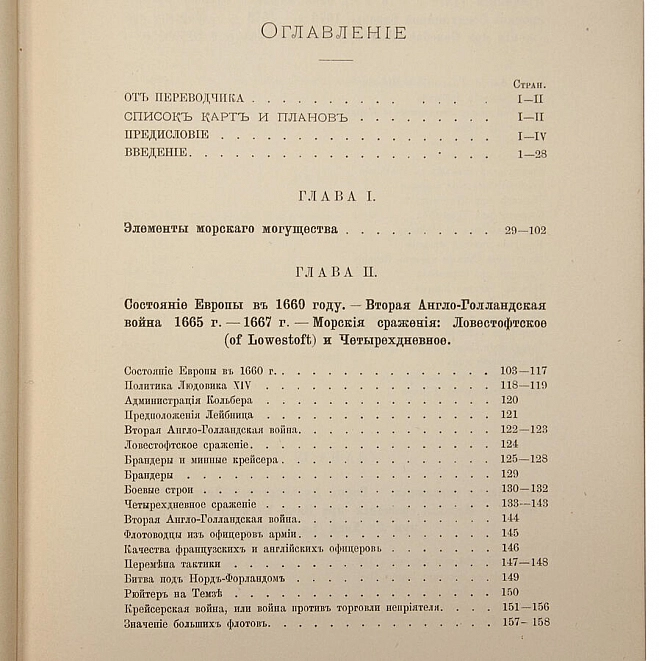 Оглавленіе
Стран.
ОТЪ ПЕРЕВОДЧИКА . . . . . . . . . . . . I—II
СПИСОКЪ КАРТЪ И ПЛАНОВЪ . . . . . . . . I—II
ПРЕДИСЛОВІЕ . . . . . . . . . . . . . . I—IV
ВВЕДЕНІЕ. . . . . . . . . . . . . . . . 1—28
ГЛАВА I.
Элементы морскаго могущества . . . . . . . . . . 29—102
ГЛАВА II.
Состояніе Европы въ 1660 году. — Вторая Англо-Голландская
война 1665 г. — 1667 г. — Морскія сраженія: Ловестофтское
(of Lowestoft) и Четырехдневное.
Состояніе Европы въ 1660 г. . . . . . . . . . . . . 103—117
Политика Людовика XIV . . . . . . . . . . . . . 118—119
Администрація Кольбера . . . . . . . . . . . . . 120
Предположенія Лейбница . . . . . . . . . . . . . 121
Вторая Англо-Голландская война. . . . . . . . . . . 122—123
Ловестофтское сраженіе. . . . . . . . . . . . . . 124
Брандеры и минные крейсера . . . . . . . . . . . . 125—128
Брандеры . . . . . . . . . . . . . . . . 129
Боевые строи . . . . . . . . . . . . . . . 130—132
Четырехдневное сраженіе . . . . . . . . . . . . . 133—143
Вторая Англо-Голландская война. . . . . . . . . . . 144
Флотоводцы из офицеровъ арміи. . . . . . . . . . . 145
Качества французскихъ и англійскихъ офицеровъ . . . . . . 146
Перемѣна тактики . . . . . . . . . . . . . . 147—148
Битва подъ Нордъ-Форландомъ . . . . . . . . . . . 149
Рюйтеръ на Темзѣ . . . . . . . . . . . . . . 150
Крейсерская война, или война противъ торговли непріятеля. . . . 151—156
Значеніе большихъ флотовъ. . . . . . . . . . . . . 157—158